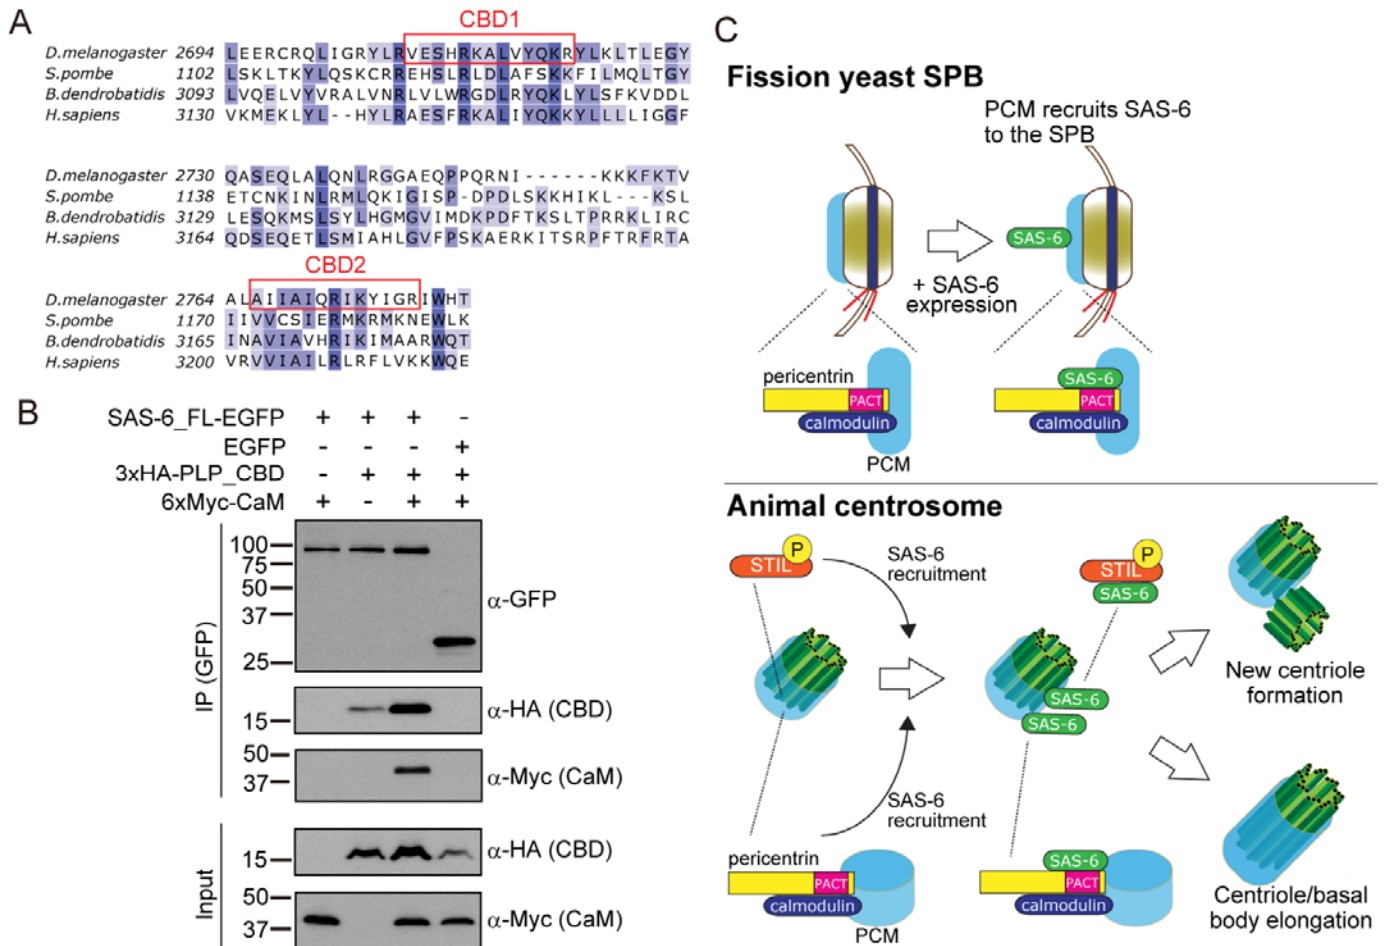 A
CBD1
D.melanogaster 2694 LEERCRQLIGRYLRVESHRKALVYQKRYLKLTLEGY
S.pombe 1102 LSKLTKYLQSKCRREHSLRLDLAFSKKFILMQLTGY
B.dendrobatidis 3093 LVQELVYVRALVNRLVLWRGDLRYQKLYLSFKVDDL
H.sapiens 3130 VKMEKLYL--HYLRAESFRKALIYQKKYLLLLIGGF
D.melanogaster 2730 QASEQLALQNLRGGAEQPPQRNI------KKKFKTV
S.pombe 1138 ETCNKINLRMLQKIGISP-DPDLSKKHIKL---KSL
B.dendrobatidis 3129 LESQKMSLSYLHGMGVIMDKPDFTKSLTPRRKLIRC
H.sapiens 3164 QDSEQETLSMIAHLGVFPSKAERKITSRPFTRFRTA
CBD2
D.melanogaster 2764 ALAIIAIQRIKYIGRIWHT
S.pombe 1170 IIVVCSIERMKRMKNEWLK
B.dendrobatidis 3165 INAVIAVHRIKIMAARWQT
H.sapiens 3200 VRVVIAILRLRFLVKKWQE
B
SAS-6_FL-EGFP + + + -
EGFP - - - +
3xHA-PLP_CBD - + + +
6xMyc-CaM + - + +
IP (GFP)
100
75
50
37
25
α-GFP
15
α-HA (CBD)
50
37
α-Myc (CaM)
Input
15
α-HA (CBD)
50
37
α-Myc (CaM)
C
Fission yeast SPB
PCM recruits SAS-6
to the SPB
SAS-6
+ SAS-6
expression
pericentrin
PACT
calmodulin
PCM
SAS-6
PACT
calmodulin
Animal centrosome
P
STIL
SAS-6
recruitment
P
STIL
SAS-6
SAS-6
SAS-6
New centriole
formation
SAS-6
recruitment
pericentrin
PACT
calmodulin
PCM
SAS-6
PACT
calmodulin
Centriole/basal
body elongation